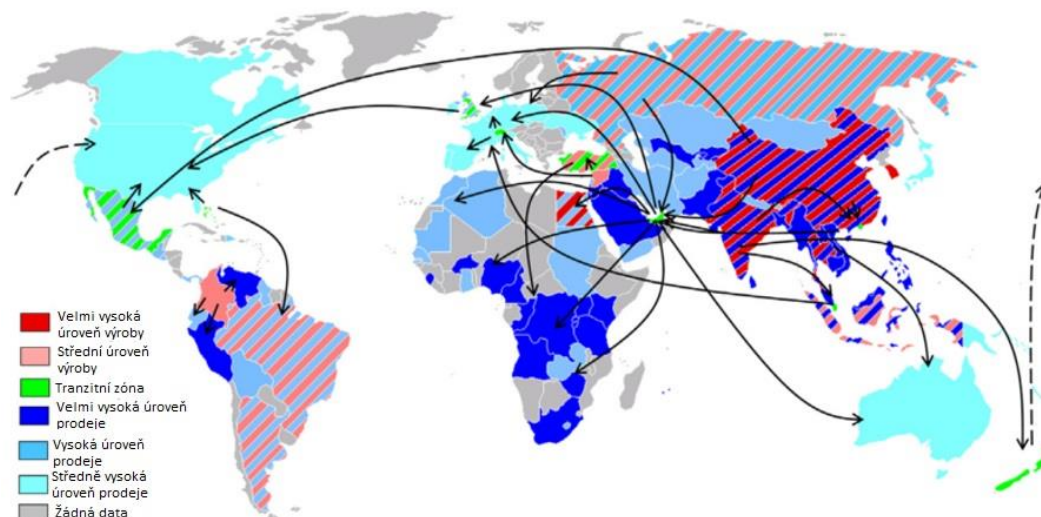 Velmi vysoká
úroveň výroby
Střední úroveň
výroby
Tranzitní zóna
Velmi vysoká úroveň
prodeje
Vysoká úroveň
prodeje
Středně vysoká
úroveň prodeje
Žádná data